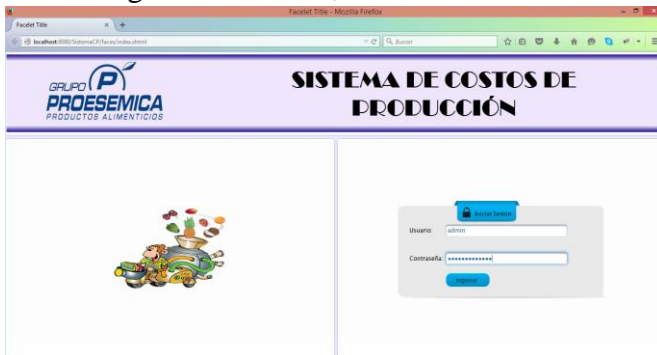 Facelet Title - Mozilla Firefox
Facelet Title
localhost:8080/SistemaCP/faces/index.xhtml
Buscar
GRUPO
PROESEMICA
PRODUCTOS ALIMENTICIOS
SISTEMA DE COSTOS DE
PRODUCCIÓN
Iniciar Sesión
Usuario:
admin
Contraseña:
Ingresar